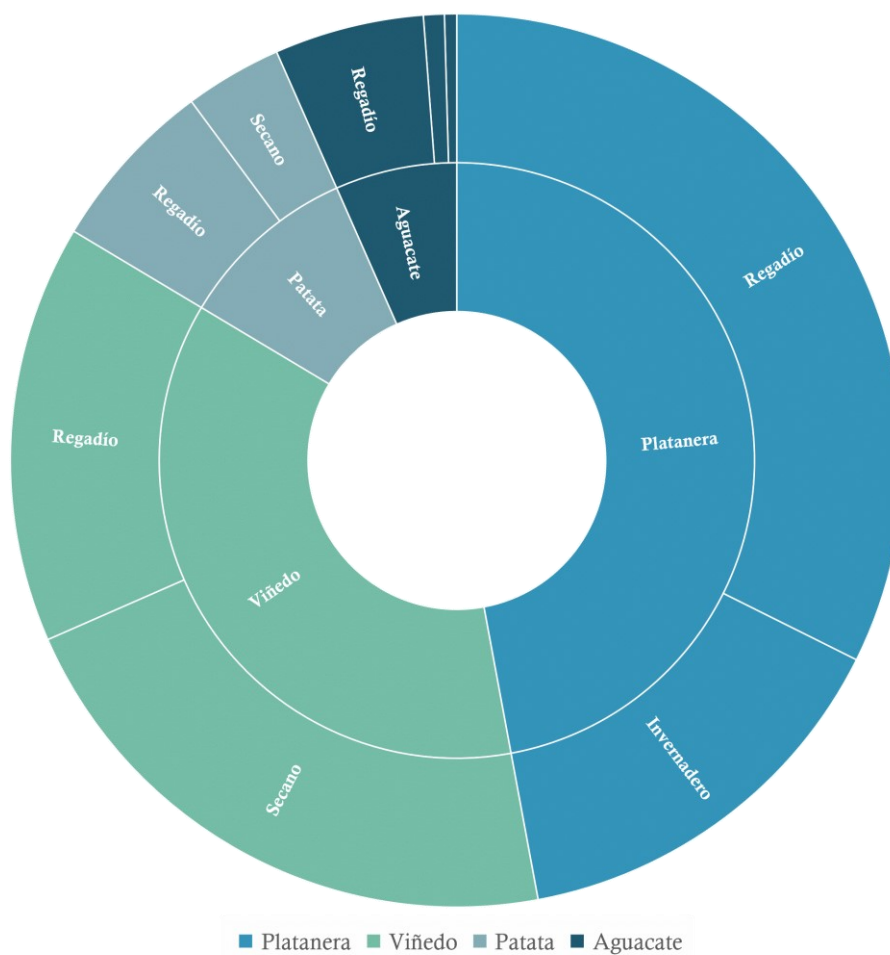 Regadío
Secano
Regadío
Aguacate
Patata
Regadío
Platanera
Regadío
Viñedo
Secano
Invernadero
Platanera Viñedo Patata Aguacate